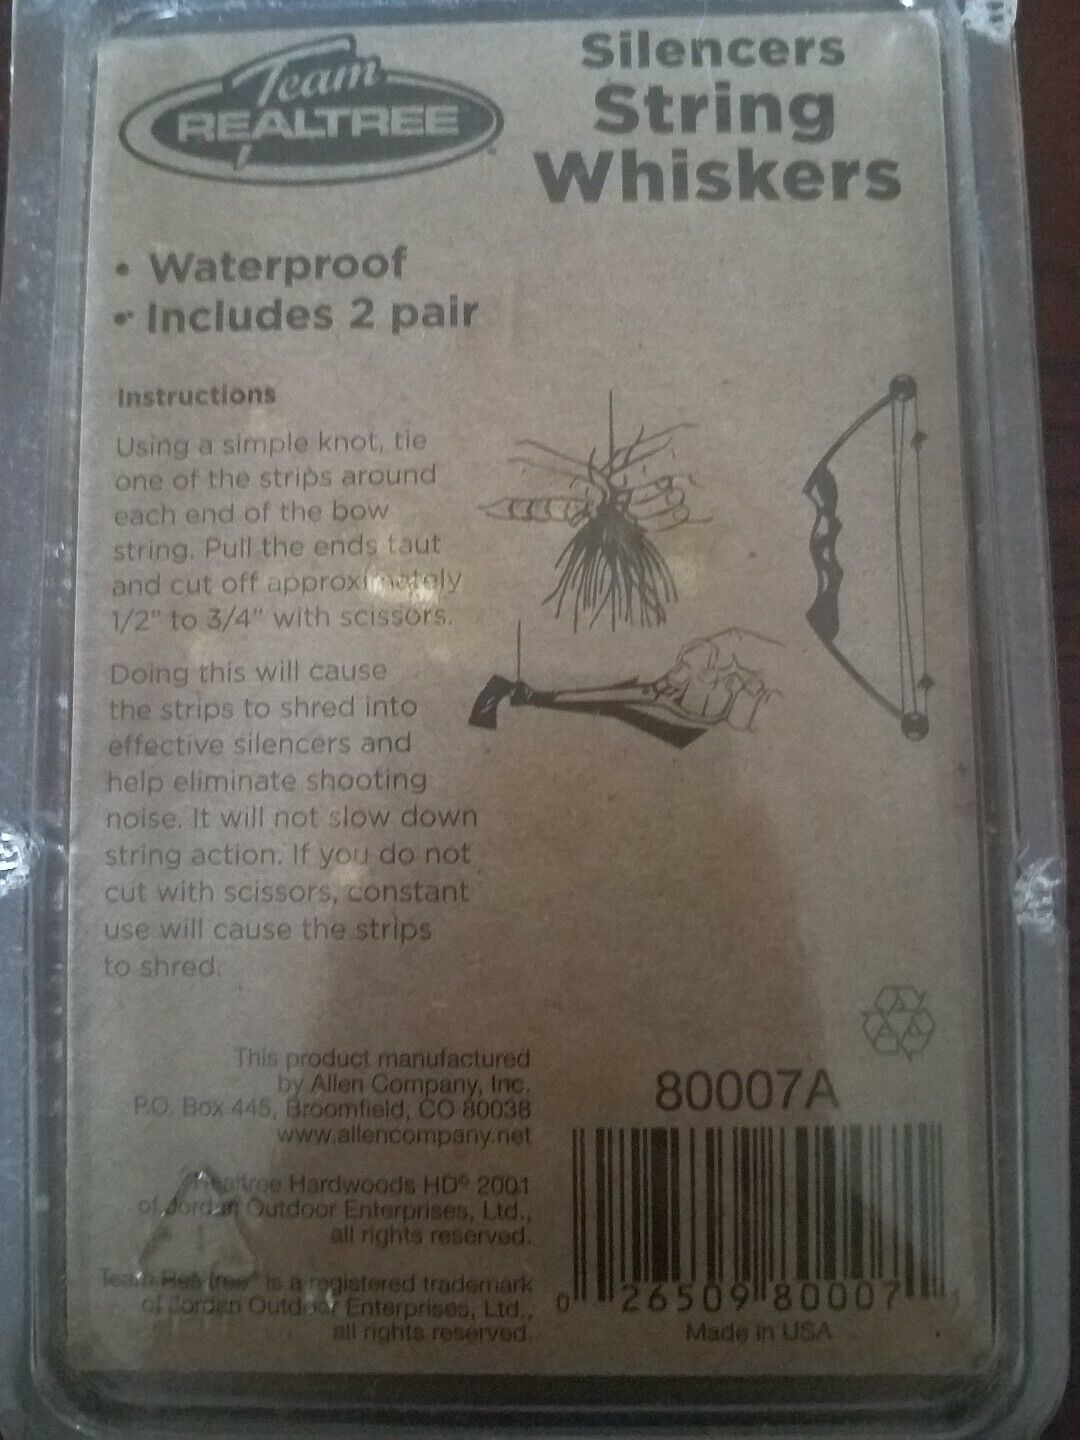 Team
REALTREE
Silencers
String
Whiskers
• Waterproof
• Includes 2 pair
Instructions
Using a simple knot, tie
one of the strips around
each end of the bow
string. Pull the ends taut
and cut off approximately
1/2" to 3/4" with scissors.
Doing this will cause
the strips to shred into
effective silencers and
help eliminate shooting
noise. It will not slow down
string action. If you do not
cut with scissors, constant
use will cause the strips
to shred.
This product manufactured
by Allen Company, Inc.
P.O. Box 445, Broomfield, CO 80038
www.allencompany.net
Realtree Hardwoods HD® 2001
of Jordan Outdoor Enterprises, Ltd.,
all rights reserved.
Team Realtree® is a registered trademark
of Jordan Outdoor Enterprises, Ltd.,
all rights reserved.
80007A
0 26509 80007 1
Made in USA